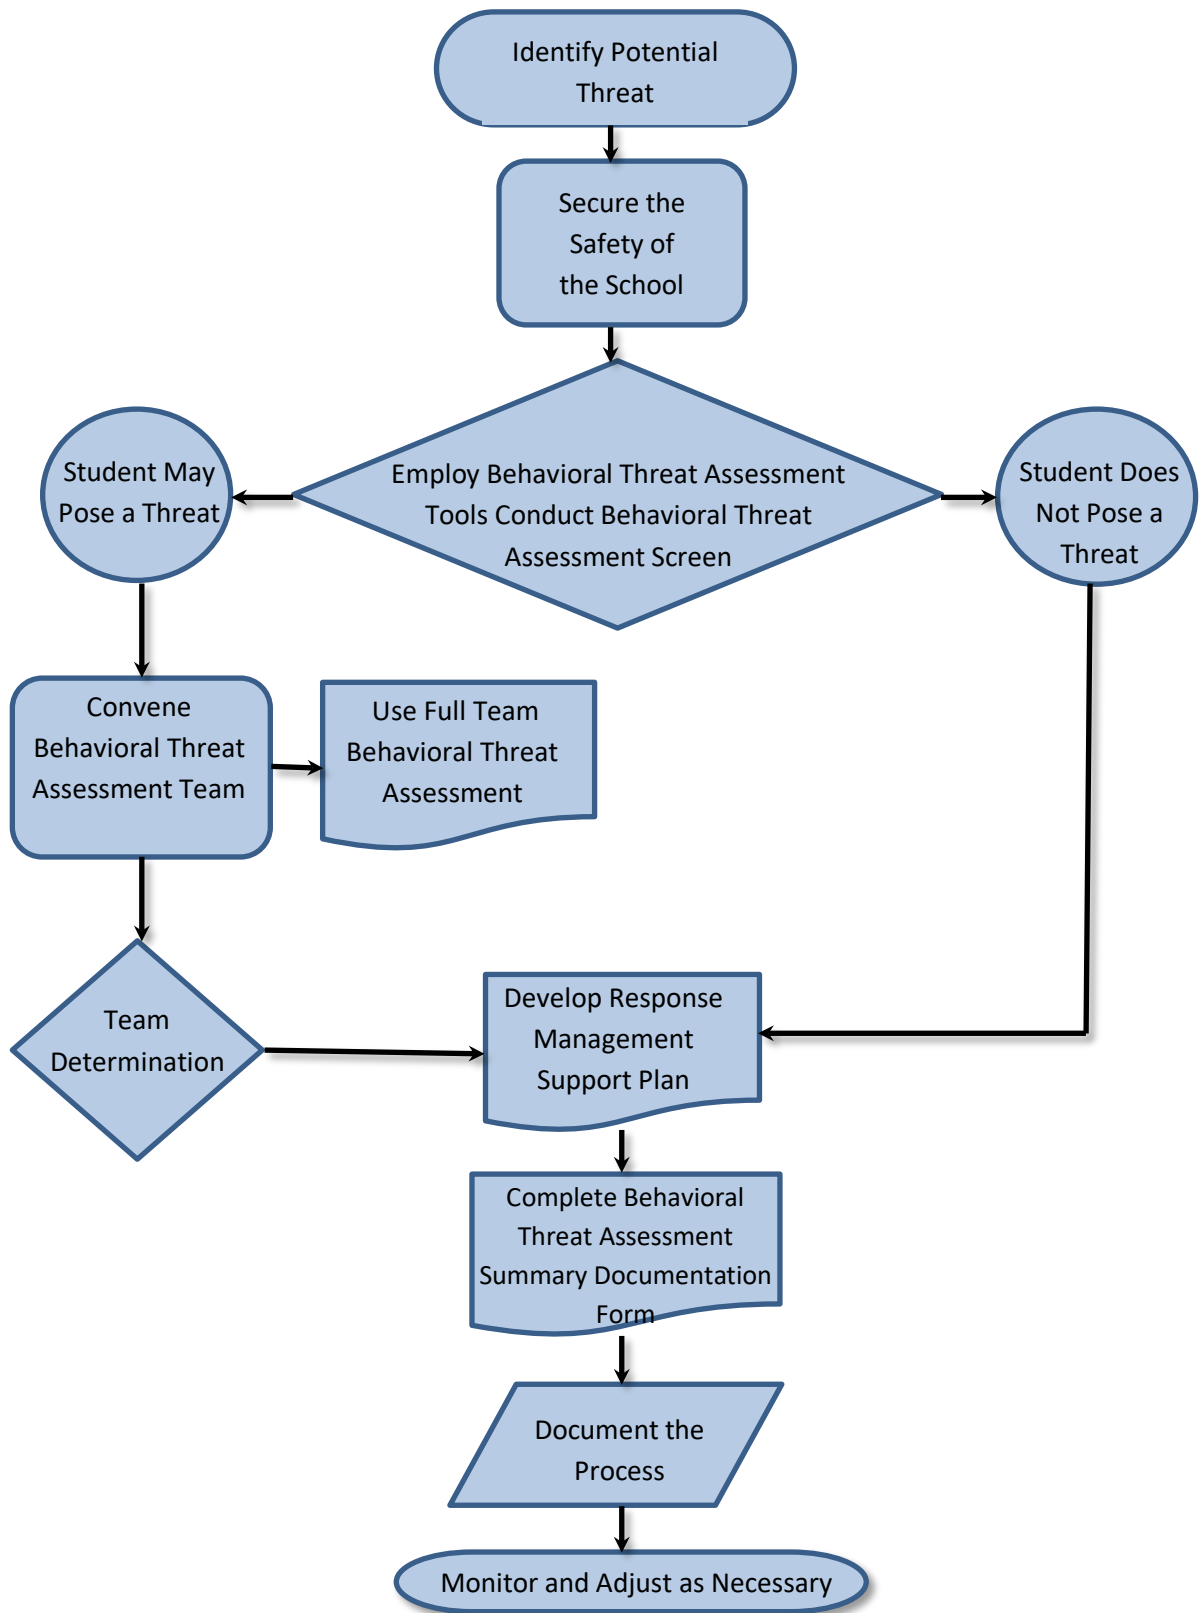 Identify Potential
Threat
Secure the
Safety of
the School
Student May
Pose a Threat
Employ Behavioral Threat Assessment
Tools Conduct Behavioral Threat
Assessment Screen
Student Does
Not Pose a
Threat
Convene
Behavioral Threat
Assessment Team
Use Full Team
Behavioral Threat
Assessment
Team
Determination
Develop Response
Management
Support Plan
Complete Behavioral
Threat Assessment
Summary Documentation
Form
Document the
Process
Monitor and Adjust as Necessary